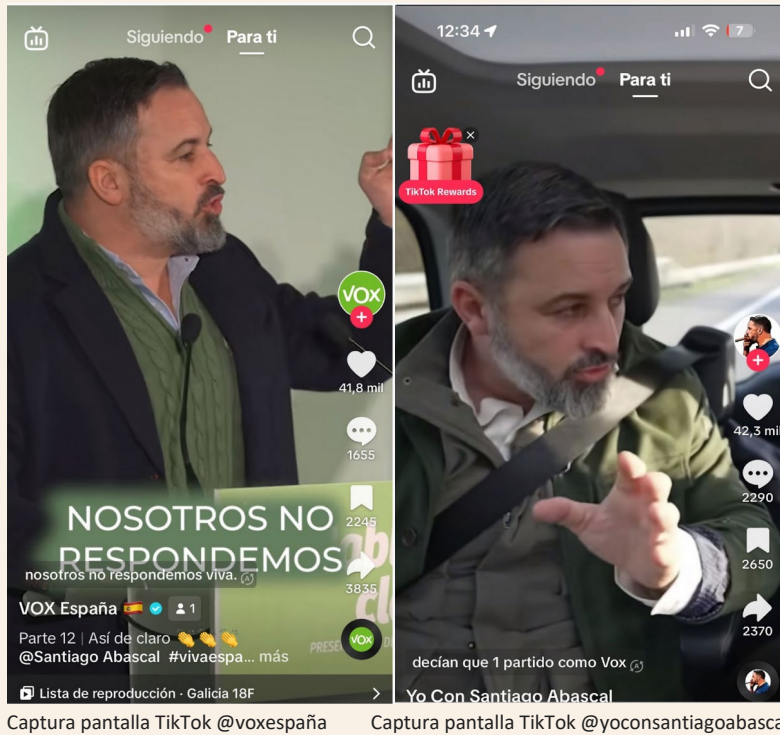 Siguiendo Para ti
VOX
41,8 mil
1655
NOSOTROS NO
2245
RESPONDEMOS
nosotros no respondemos viva.
3835
VOX España 1
Parte 12 | Así de claro
VOX
@Santiago Abascal #vivaespa... más
Lista de reproducción · Galicia 18F
Captura pantalla TikTok @voxespaña
12:34
7
Siguiendo Para ti
TikTok Rewards
42,3 mil
2290
2650
2370
decían que 1 partido como Vox
Yo Con Santiago Abascal
Captura pantalla TikTok @yoconsantiagoabasca